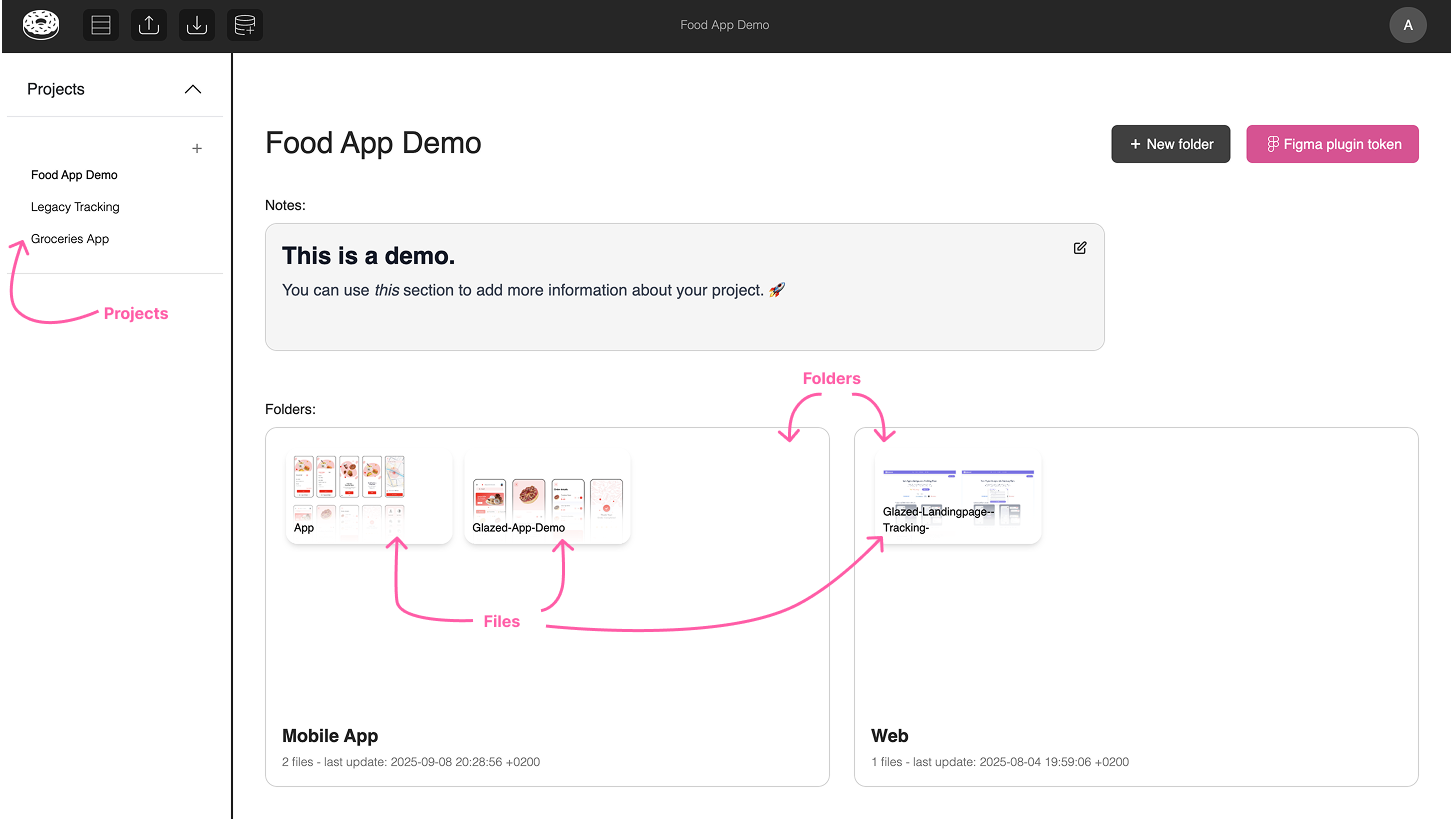 Food App Demo
A
Projects
+
Food App Demo
Legacy Tracking
Groceries App
Projects
Food App Demo
+ New folder
Figma plugin token
Notes:
This is a demo.
You can use this section to add more information about your project. 🚀
Folders
Folders:
App
Glazed-App-Demo
Glazed-Landingpage--
Tracking-
Files
Mobile App
2 files - last update: 2025-09-08 20:28:56 +0200
Web
1 files - last update: 2025-08-04 19:59:06 +0200